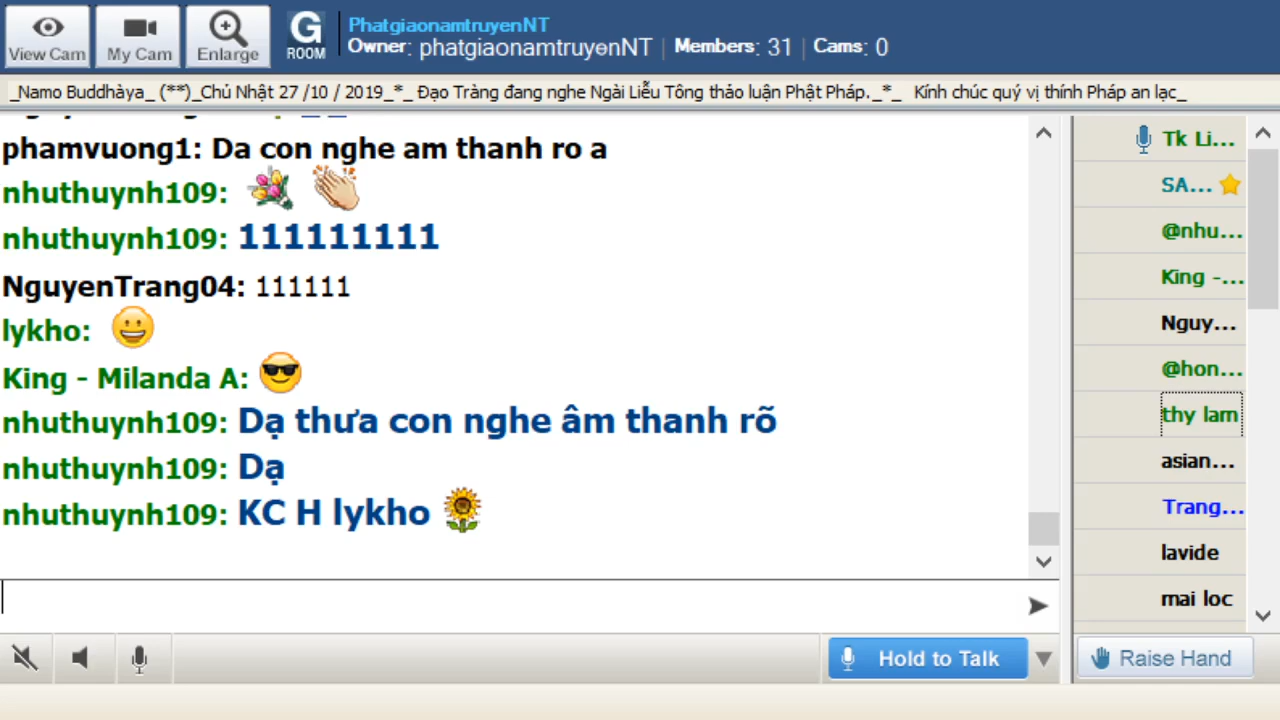 PhatgiaonamtruyenNT
Owner: phatgiaonamtruyenNT | Members: 31 | Cams: 0
View Cam
My Cam
Enlarge
G
ROOM
_Namo Buddhàya_ (**)_Chủ Nhật 27 /10 / 2019_*_ Đạo Tràng đang nghe Ngài Liễu Tông thảo luận Phật Pháp._*_ Kính chúc quý vị thính Pháp an lạc_
phamvuong1: Da con nghe am thanh ro a
nhuthuynh109:
nhuthuynh109: 111111111
NguyenTrang04: 111111
lykho:
King - Milanda A:
nhuthuynh109: Dạ thưa con nghe âm thanh rõ
nhuthuynh109: Dạ
nhuthuynh109: KC H lykho
Tk Li...
SA...
@nhu...
King -...
Nguy...
@hon...
thy lam
asian...
Trang...
lavide
mai loc
Hold to Talk
Raise Hand